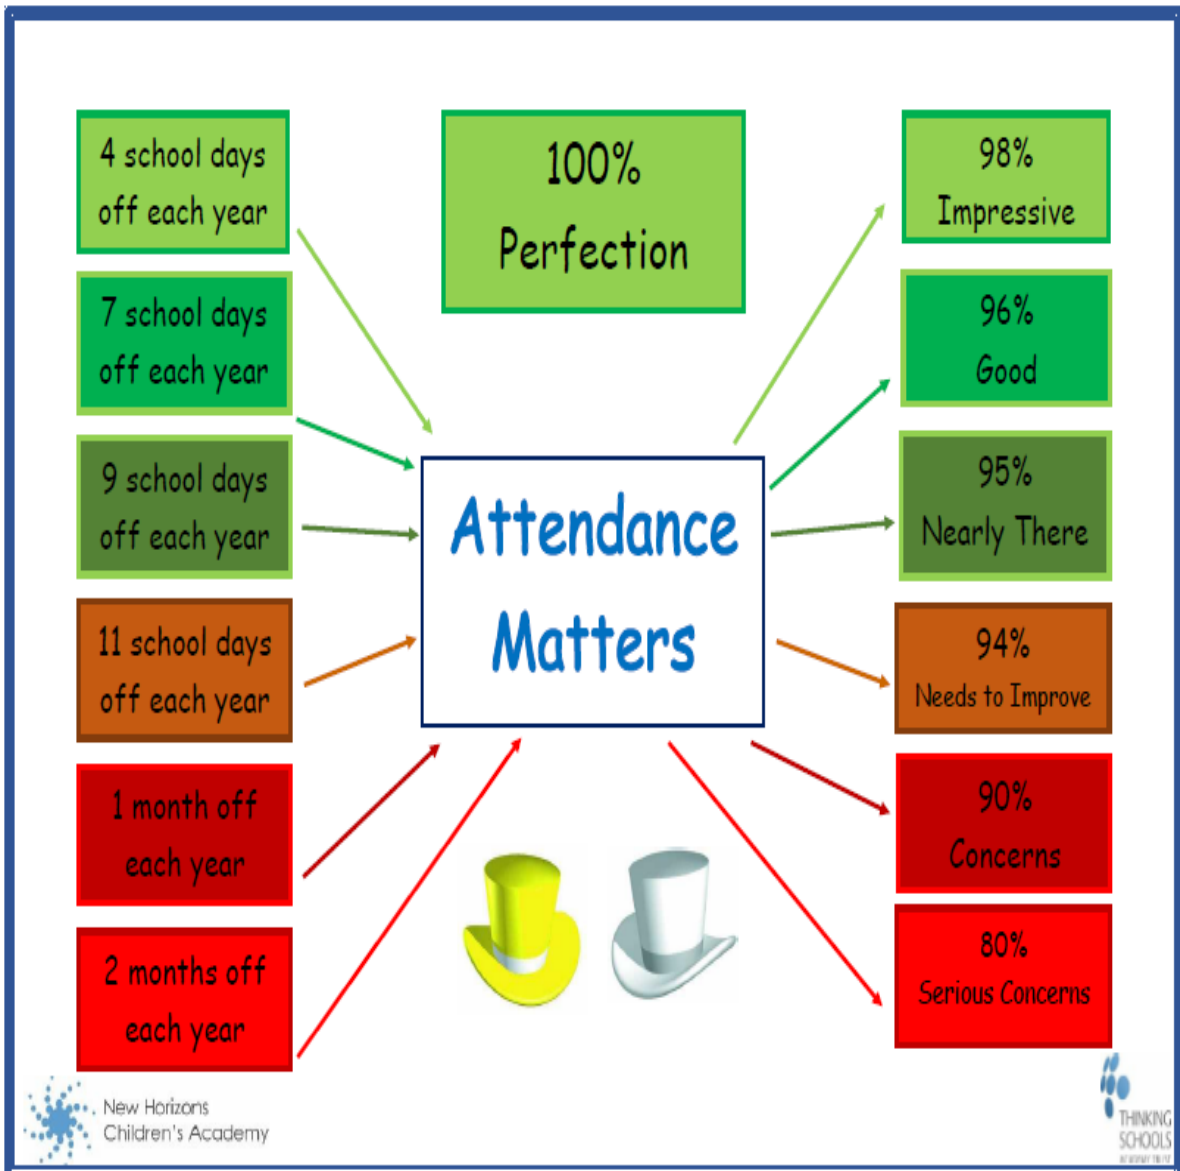 4 school days
off each year
7 school days
off each year
9 school days
off each year
11 school days
off each year
1 month off
each year
2 months off
each year
100%
Perfection
Attendance
Matters
98%
Impressive
96%
Good
95%
Nearly There
94%
Needs to Improve
90%
Concerns
80%
Serious Concerns
New Horizons
Children's Academy
THINKING
SCHOOLS
ACADEMY TRUST